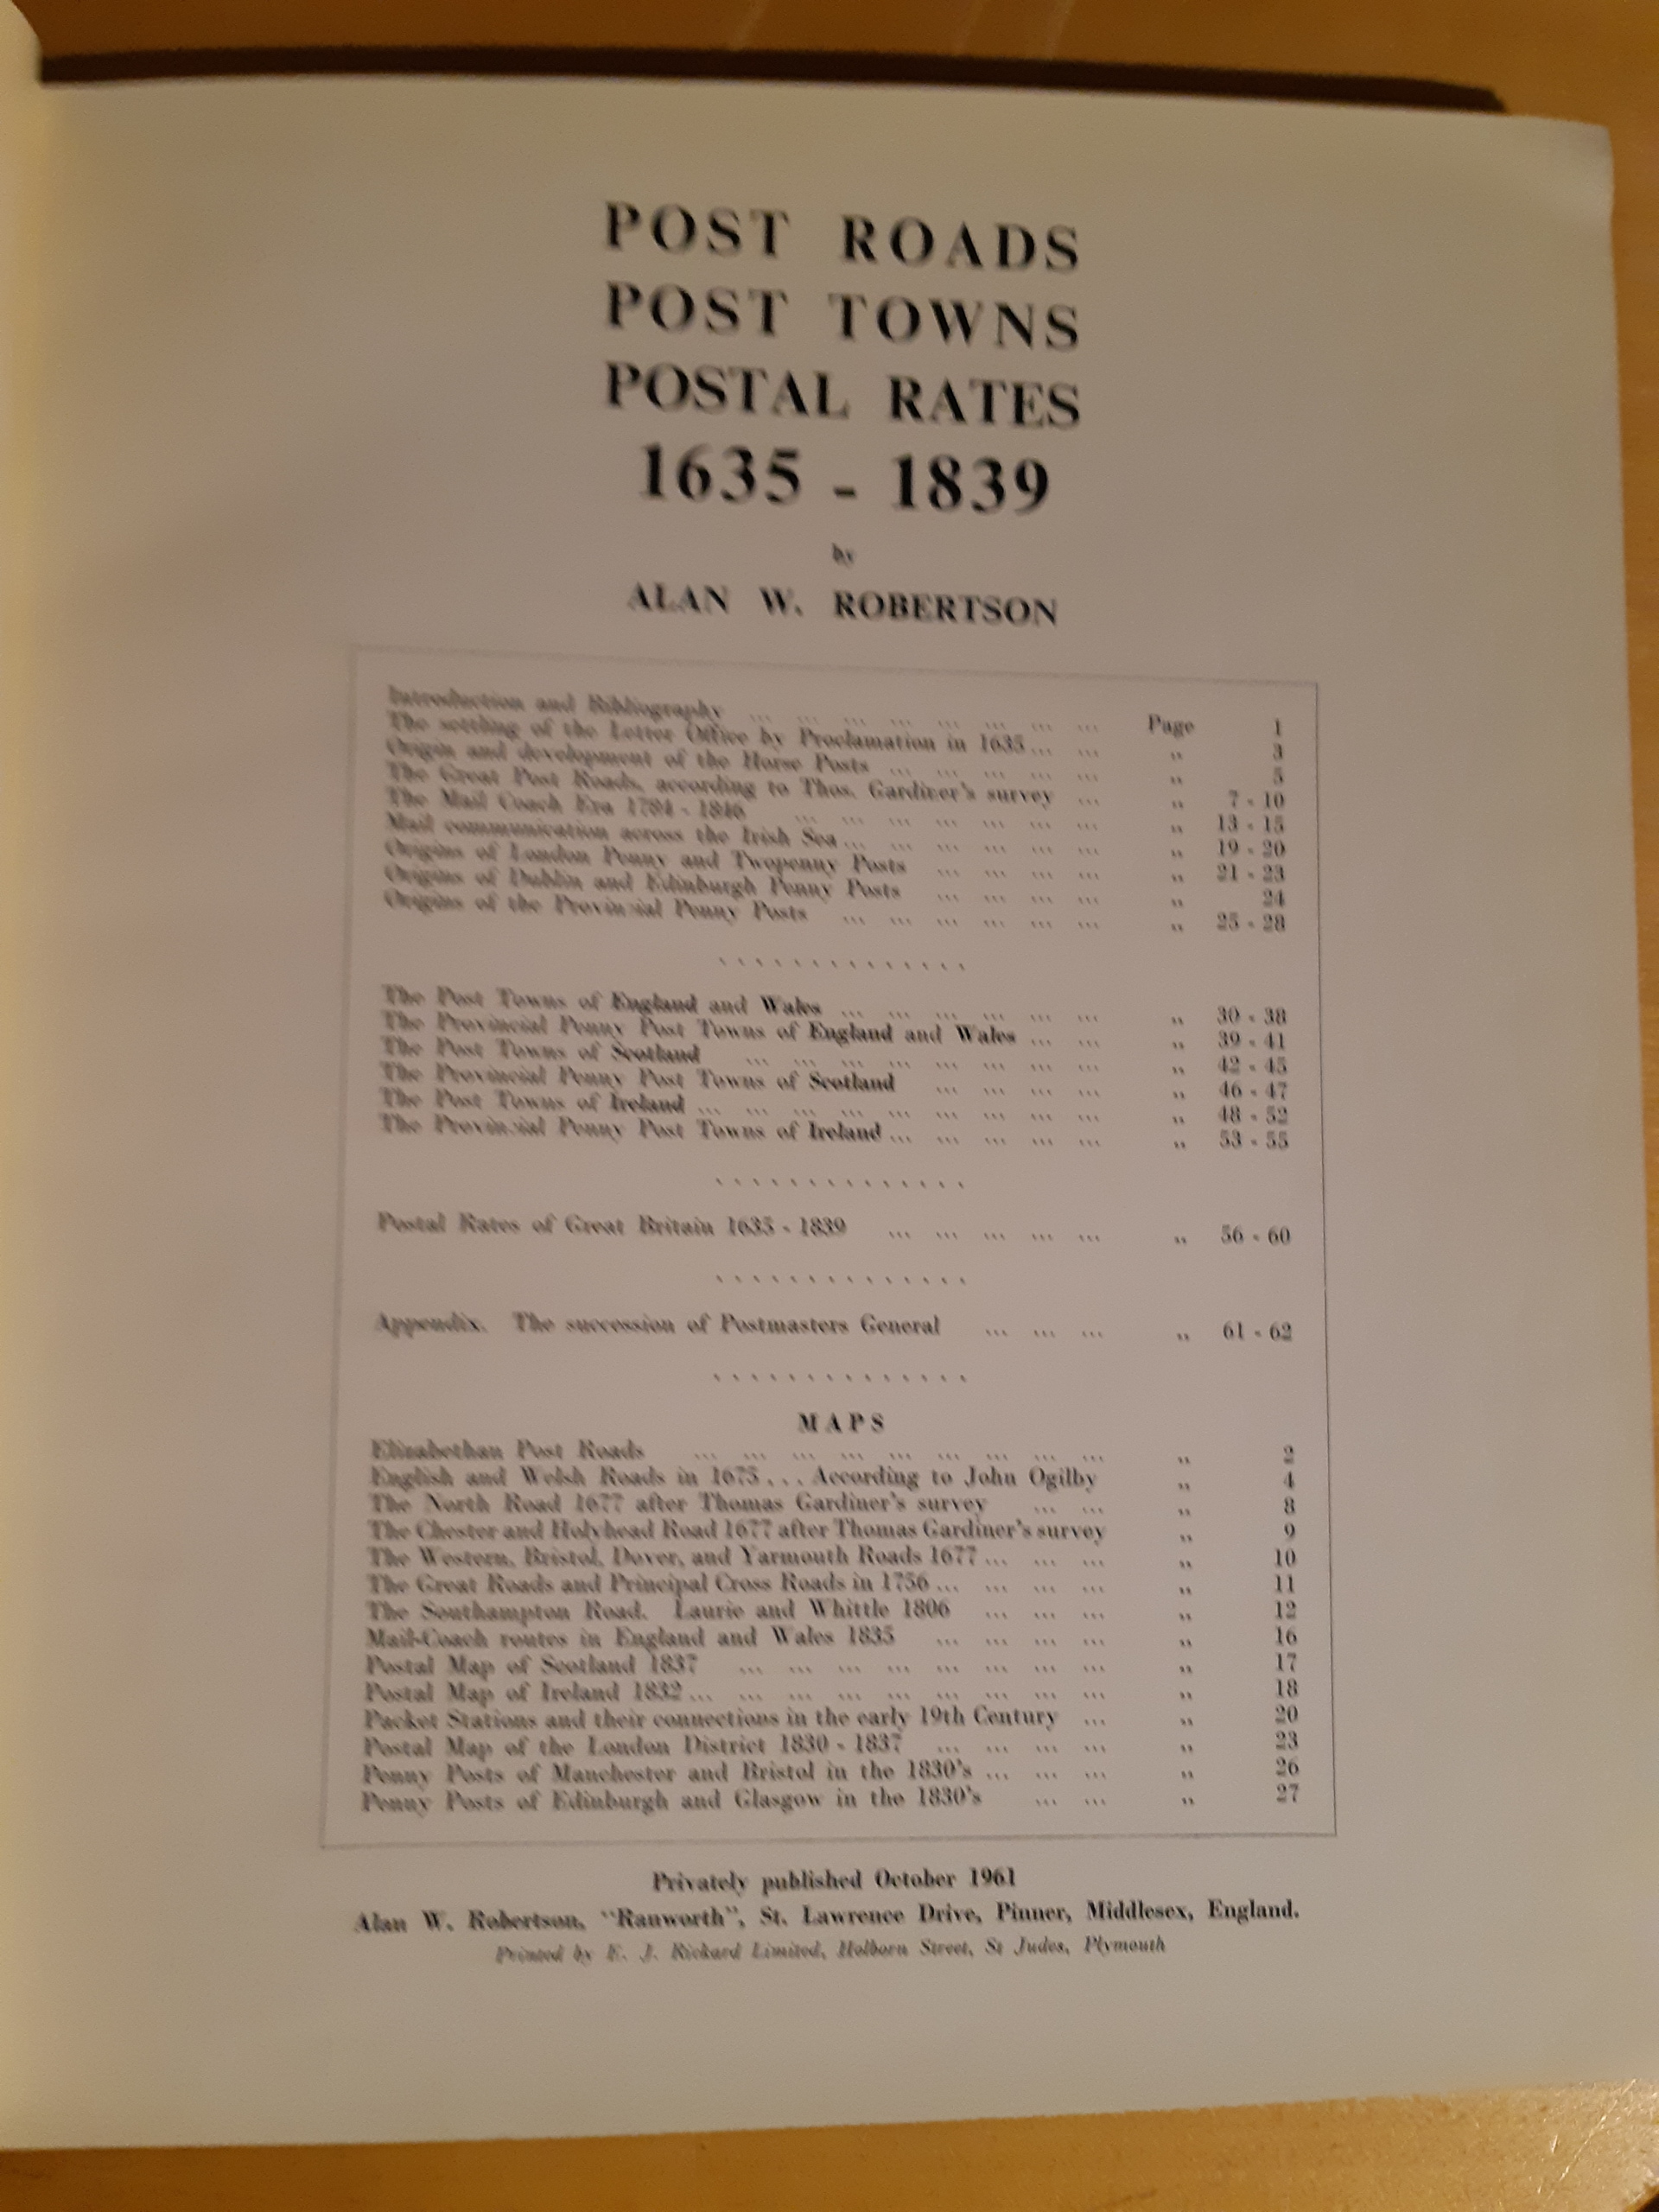 POST ROADS
POST TOWNS
POSTAL RATES
1635 - 1839
by
ALAN W. ROBERTSON
Introduction and Bibliography ... ... ... ... ... ... ... ... Page 1
The settling of the Letter Office by Proclamation in 1635 ... ... ,, 3
Origin and development of the Horse Posts ... ... ... ... ... ,, 5
The Great Post Roads, according to Thos. Gardiner's survey ... ,, 7 - 10
The Mail Coach Era 1784 - 1846 ... ... ... ... ... ... ... ,, 13 - 15
Mail communication across the Irish Sea ... ... ... ... ... ... ,, 19 - 20
Origins of London Penny and Twopenny Posts ... ... ... ... ,, 21 - 23
Origins of Dublin and Edinburgh Penny Posts ... ... ... ... ,, 24
Origins of the Provincial Penny Posts ... ... ... ... ... ... ,, 25 - 28
. . . . . . . . . . . . . .
The Post Towns of England and Wales ... ... ... ... ... ... ,, 30 - 38
The Provincial Penny Post Towns of England and Wales ... ... ,, 39 - 41
The Post Towns of Scotland ... ... ... ... ... ... ... ... ,, 42 - 45
The Provincial Penny Post Towns of Scotland ... ... ... ... ,, 46 - 47
The Post Towns of Ireland ... ... ... ... ... ... ... ... ... ,, 48 - 52
The Provincial Penny Post Towns of Ireland ... ... ... ... ... ,, 53 - 55
. . . . . . . . . . . . . .
Postal Rates of Great Britain 1635 - 1839 ... ... ... ... ... ,, 56 - 60
. . . . . . . . . . . . . .
Appendix. The succession of Postmasters General ... ... ... ,, 61 - 62
. . . . . . . . . . . . . .
MAPS
Elizabethan Post Roads ... ... ... ... ... ... ... ... ... ,, 2
English and Welsh Roads in 1675 . . . According to John Ogilby ,, 4
The North Road 1677 after Thomas Gardiner's survey ... ... ,, 8
The Chester and Holyhead Road 1677 after Thomas Gardiner's survey ,, 9
The Western, Bristol, Dover, and Yarmouth Roads 1677 ... ... ... ,, 10
The Great Roads and Principal Cross Roads in 1756 ... ... ... ... ,, 11
The Southampton Road. Laurie and Whittle 1806 ... ... ... ,, 12
Mail-Coach routes in England and Wales 1835 ... ... ... ... ,, 16
Postal Map of Scotland 1837 ... ... ... ... ... ... ... ... ,, 17
Postal Map of Ireland 1832 ... ... ... ... ... ... ... ... ... ,, 18
Packet Stations and their connections in the early 19th Century ... ,, 20
Postal Map of the London District 1830 - 1837 ... ... ... ... ,, 23
Penny Posts of Manchester and Bristol in the 1830's ... ... ... ,, 26
Penny Posts of Edinburgh and Glasgow in the 1830's ... ... ,, 27
Privately published October 1961
Alan W. Robertson, "Ranworth", St. Lawrence Drive, Pinner, Middlesex, England.
Printed by E. J. Rickard Limited, Holborn Street, St Judes, Plymouth